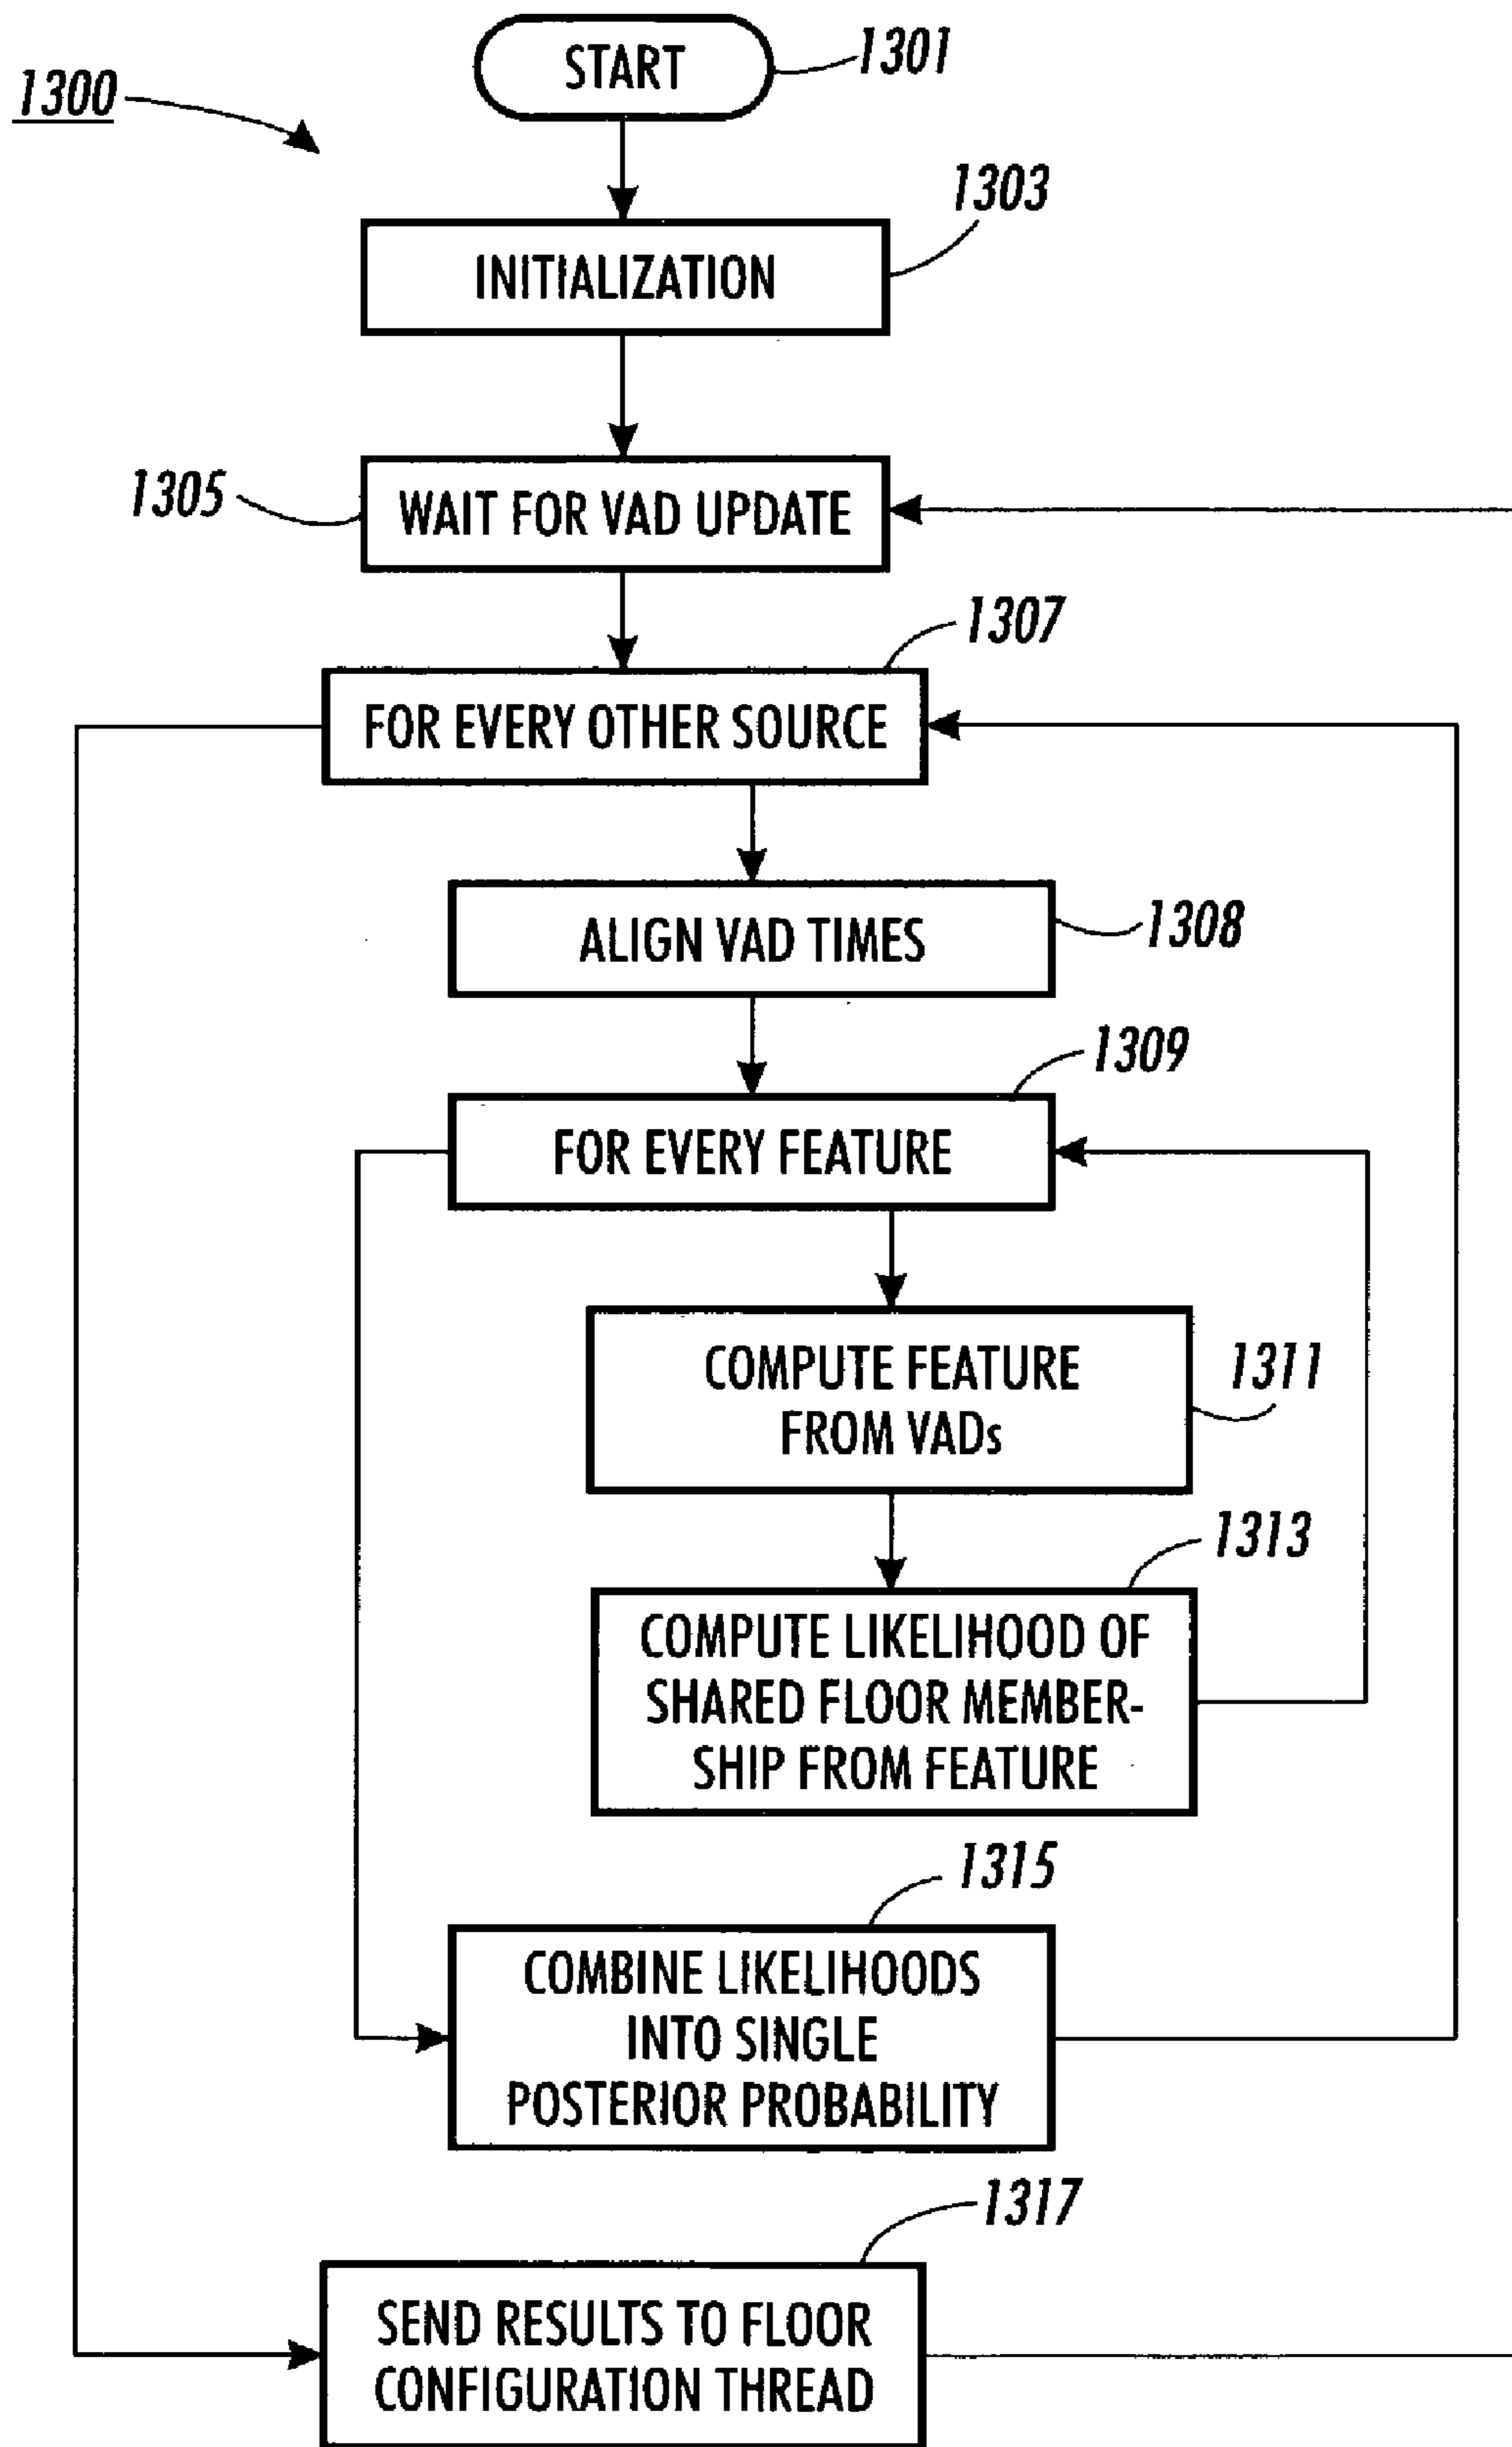 START
1301
1300
1303
INITIALIZATION
1305
WAIT FOR VAD UPDATE
1307
FOR EVERY OTHER SOURCE
ALIGN VAD TIMES
1308
1309
FOR EVERY FEATURE
COMPUTE FEATURE
FROM VADs
1311
1313
COMPUTE LIKELIHOOD OF
SHARED FLOOR MEMBER-
SHIP FROM FEATURE
1315
COMBINE LIKELIHOODS
INTO SINGLE
POSTERIOR PROBABILITY
1317
SEND RESULTS TO FLOOR
CONFIGURATION THREAD